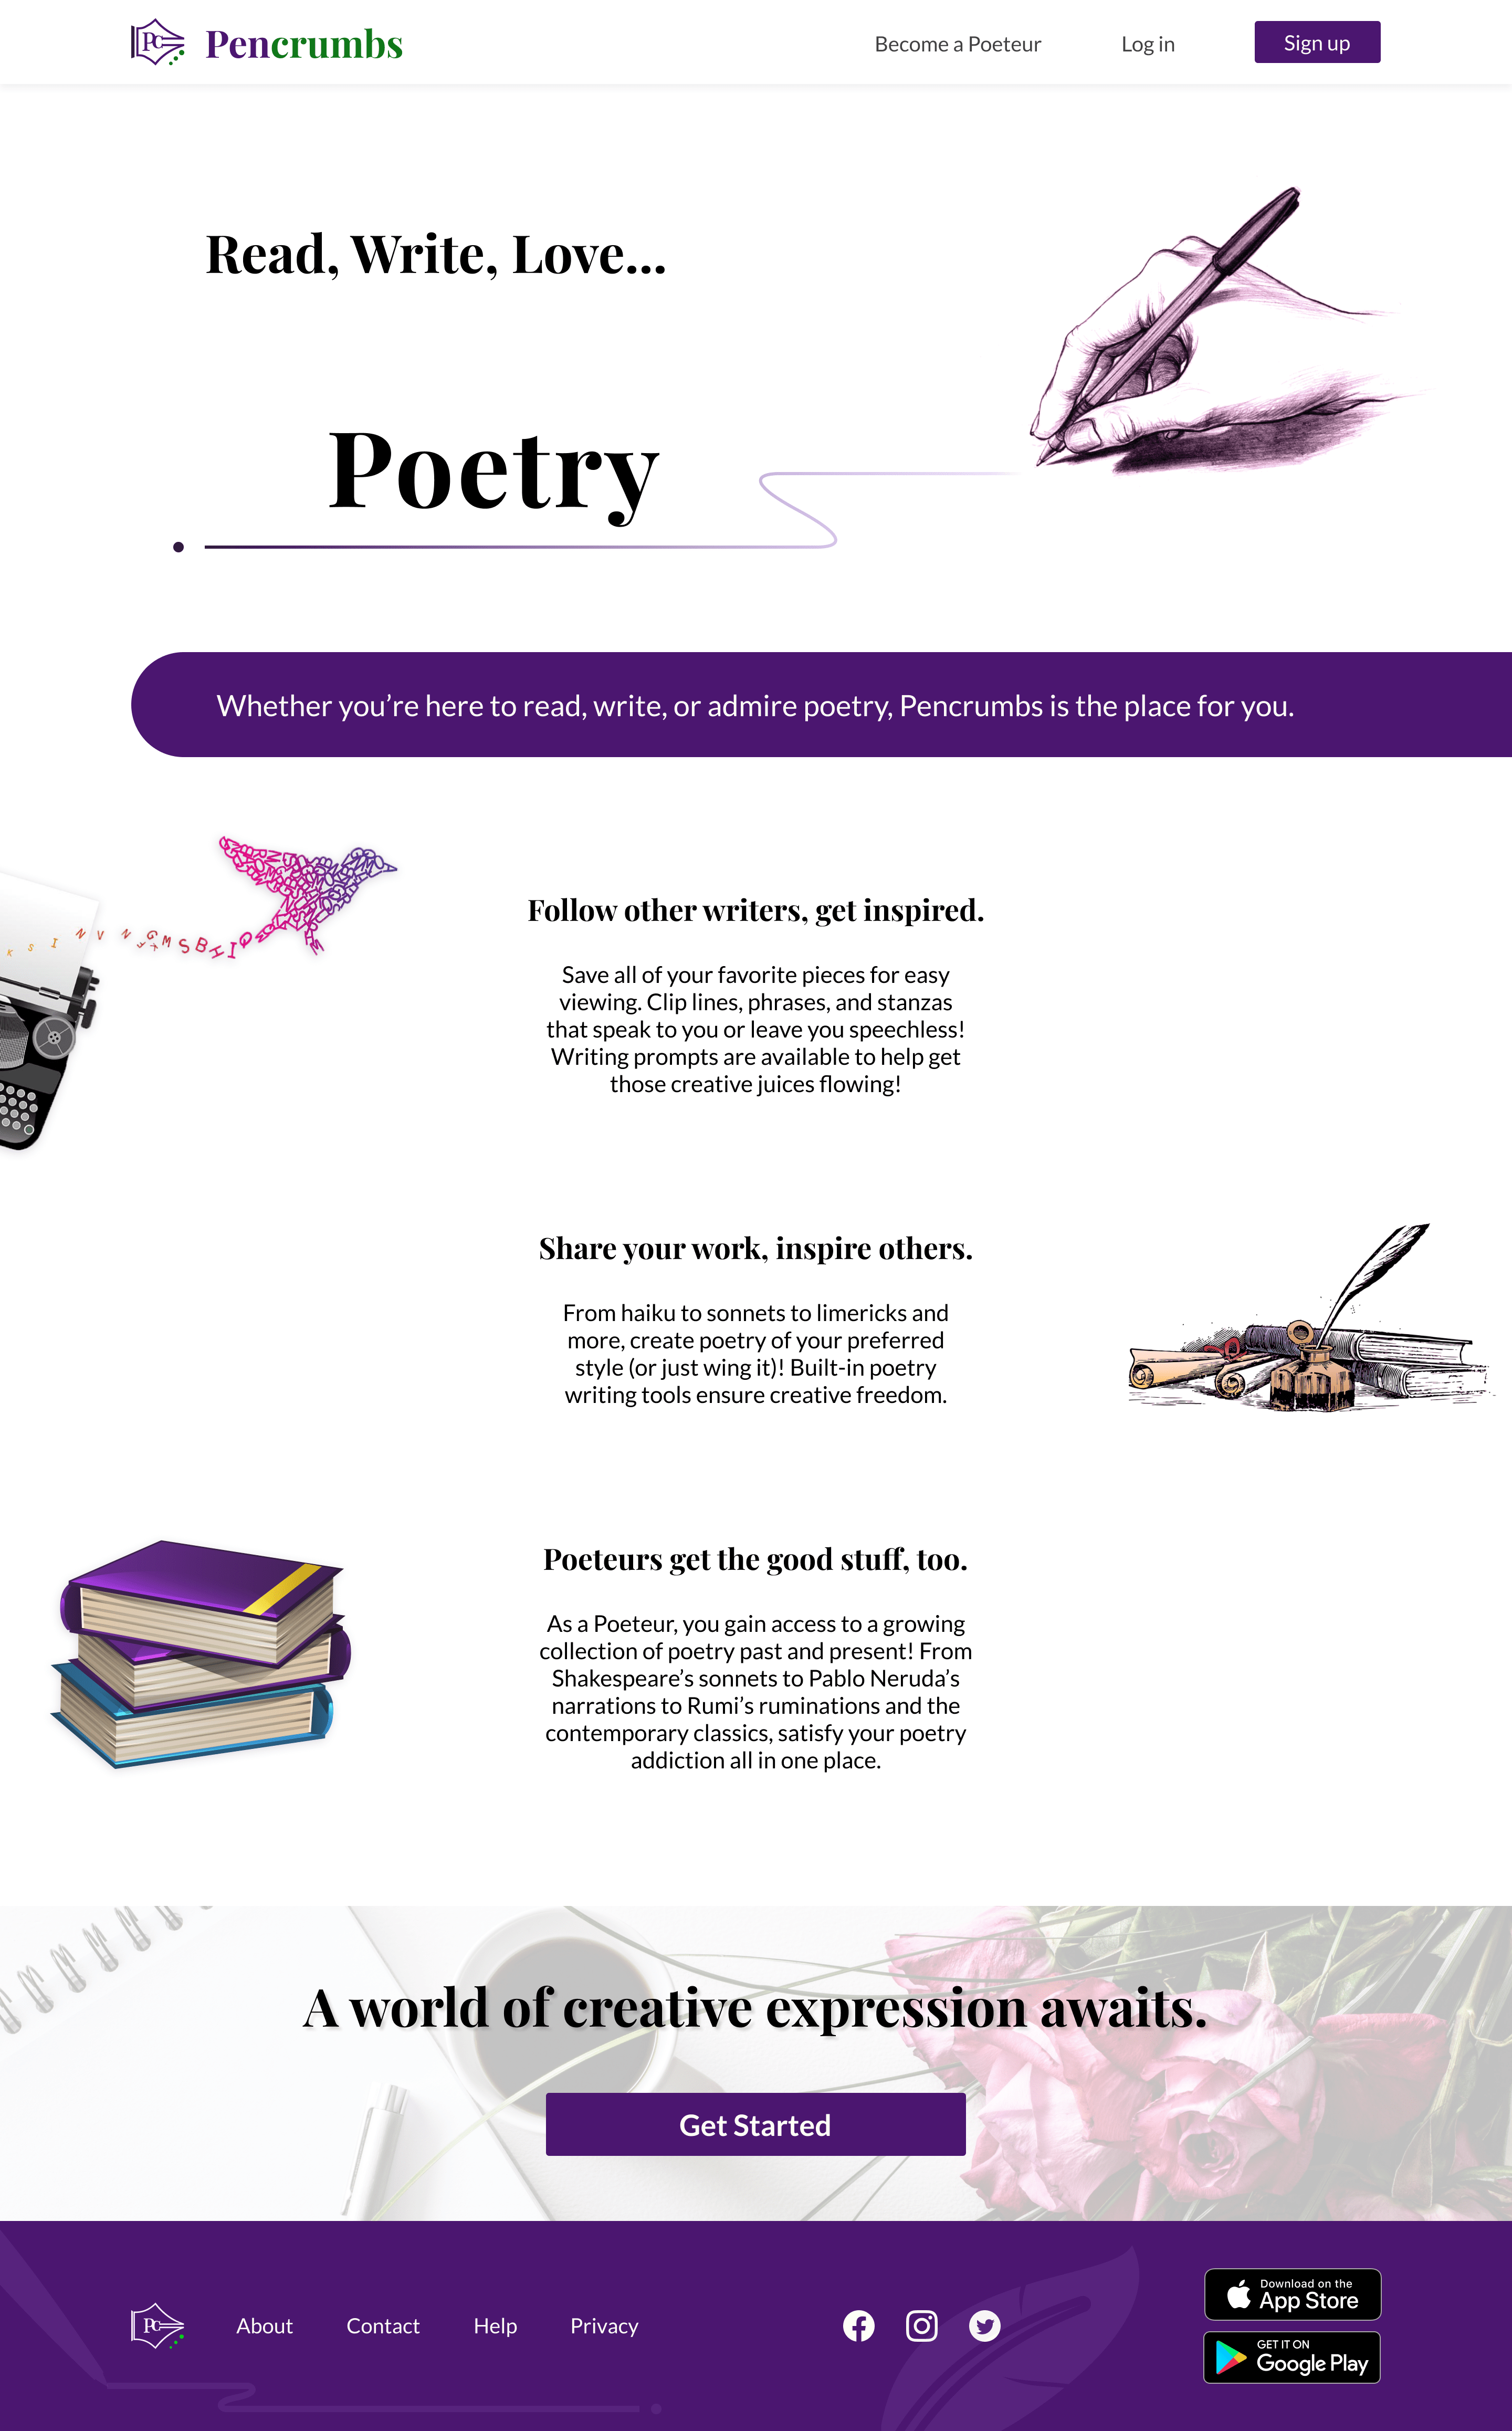 PC Pencrumbs
Become a Poeteur
Log in
Sign up
Read, Write, Love...
Poetry
Whether you’re here to read, write, or admire poetry, Pencrumbs is the place for you.
K S I N V N G M S B H I Q
Follow other writers, get inspired.
Save all of your favorite pieces for easy
viewing. Clip lines, phrases, and stanzas
that speak to you or leave you speechless!
Writing prompts are available to help get
those creative juices flowing!
Share your work, inspire others.
From haiku to sonnets to limericks and
more, create poetry of your preferred
style (or just wing it)! Built-in poetry
writing tools ensure creative freedom.
Poeteurs get the good stuff, too.
As a Poeteur, you gain access to a growing
collection of poetry past and present! From
Shakespeare’s sonnets to Pablo Neruda’s
narrations to Rumi’s ruminations and the
contemporary classics, satisfy your poetry
addiction all in one place.
A world of creative expression awaits.
Get Started
PC
About
Contact
Help
Privacy
Download on the
App Store
GET IT ON
Google Play